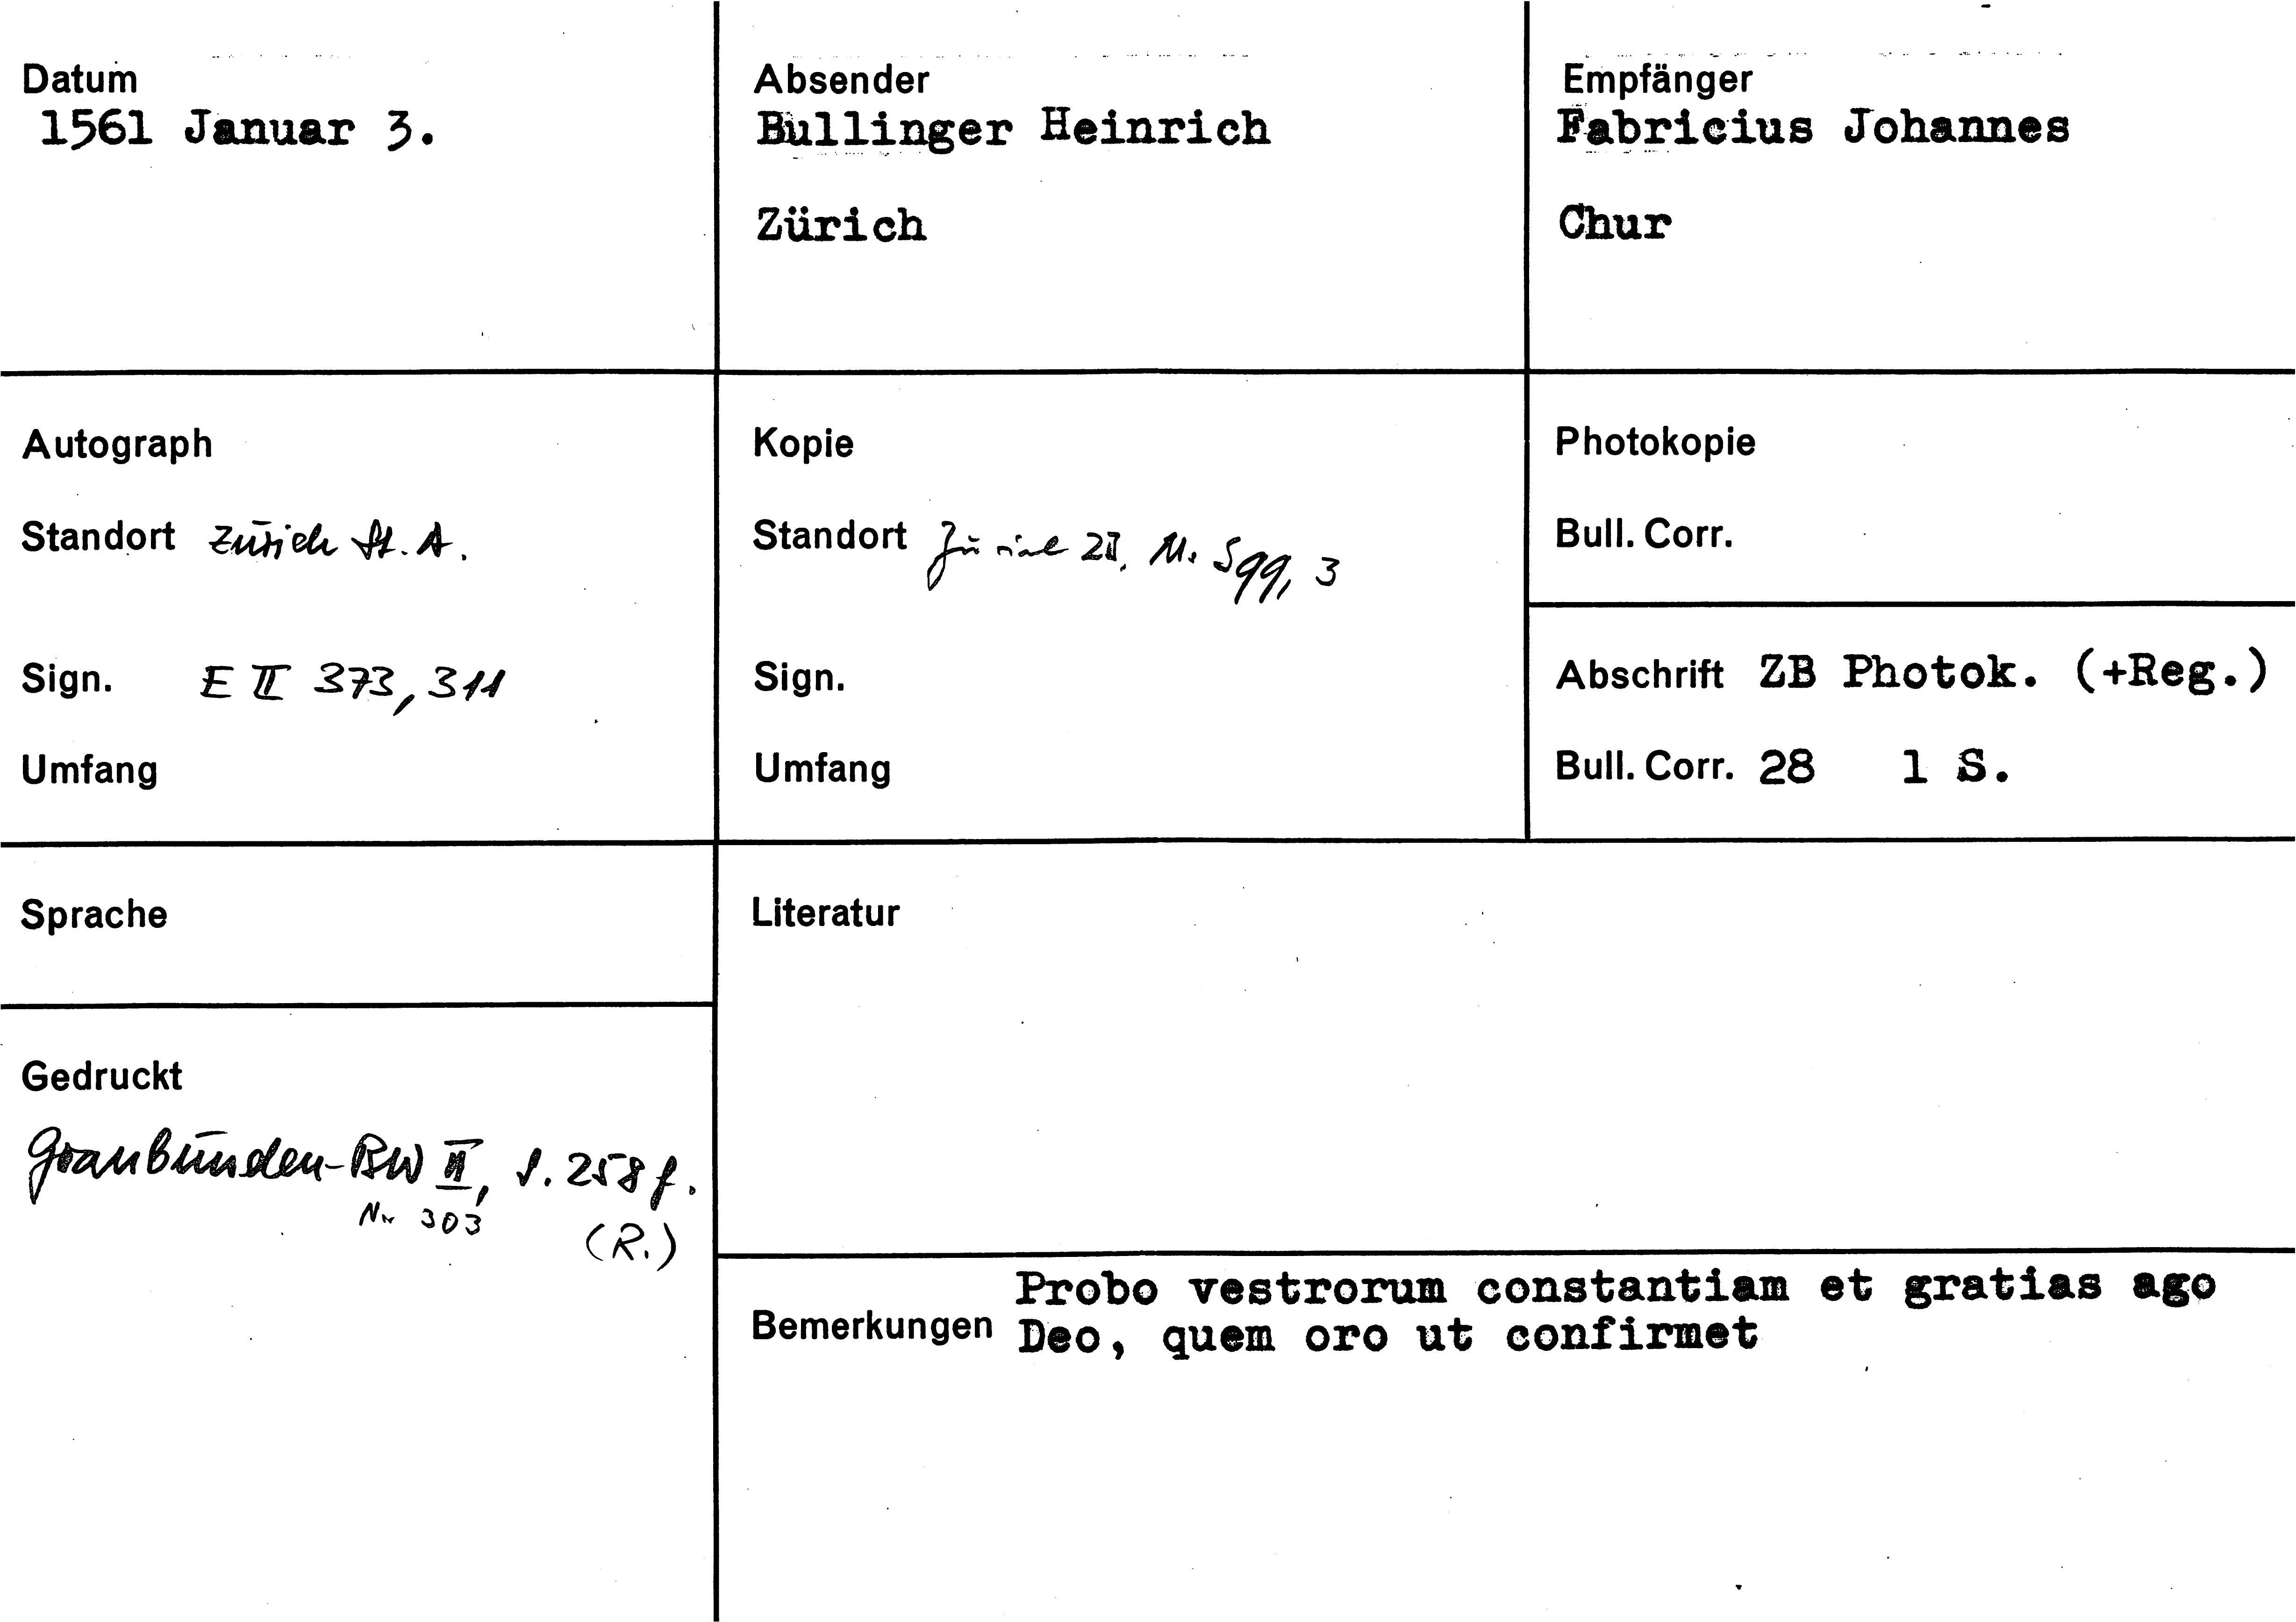 Datum
1561 Januar 3.
Absender
Bullinger Heinrich
Zürich
Empfänger
Fabricius Johannes
Chur
Autograph
Standort Zürich St. A.
Sign. E II 373, 311
Umfang
Kopie
Standort Zürich ZB, Ms S 99, 3
Sign.
Umfang
Photokopie
Bull. Corr.
Abschrift ZB Photok. (+Reg.)
Bull. Corr. 28 1 S.
Sprache
Gedruckt
Graubünden-BW II, S. 258 f.
Nr 303
(R.)
Literatur
Bemerkungen Probo vestrorum constantiam et gratias ago
Deo, quem oro ut confirmet